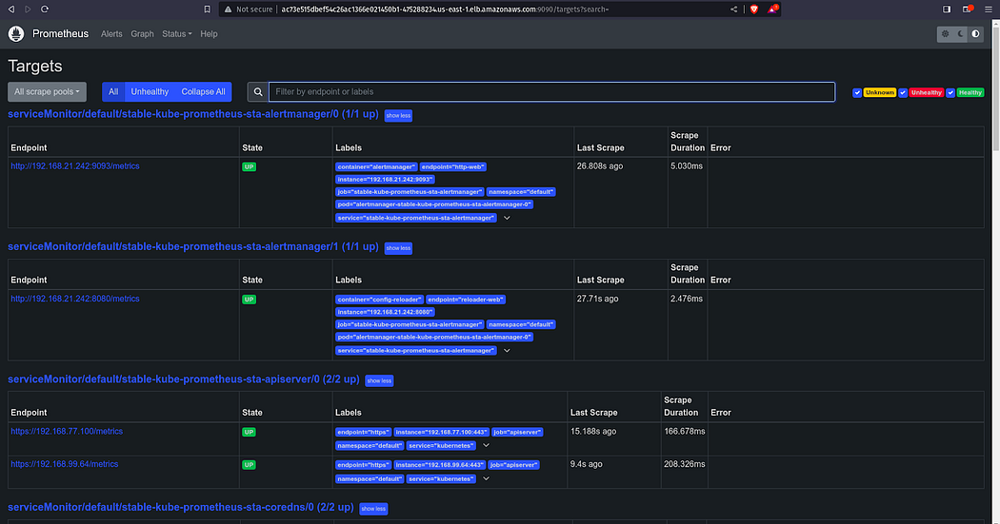 Not secure | ac73e515dbef54c26ac1366e021450b1-475288234.us-east-1.elb.amazonaws.com:9090/targets?search=
Prometheus Alerts Graph Status Help
Targets
All scrape pools All Unhealthy Collapse All Filter by endpoint or labels Unknown Unhealthy Healthy
serviceMonitor/default/stable-kube-prometheus-sta-alertmanager/0 (1/1 up) show less
Endpoint State Labels Last Scrape Scrape Duration Error
http://192.168.21.242:9093/metrics UP container="alertmanager" endpoint="http-web" 26.808s ago 5.030ms
instance="192.168.21.242:9093"
job="stable-kube-prometheus-sta-alertmanager" namespace="default"
pod="alertmanager-stable-kube-prometheus-sta-alertmanager-0"
service="stable-kube-prometheus-sta-alertmanager"
serviceMonitor/default/stable-kube-prometheus-sta-alertmanager/1 (1/1 up) show less
Endpoint State Labels Last Scrape Scrape Duration Error
http://192.168.21.242:8080/metrics UP container="config-reloader" endpoint="reloader-web" 27.71s ago 2.476ms
instance="192.168.21.242:8080"
job="stable-kube-prometheus-sta-alertmanager" namespace="default"
pod="alertmanager-stable-kube-prometheus-sta-alertmanager-0"
service="stable-kube-prometheus-sta-alertmanager"
serviceMonitor/default/stable-kube-prometheus-sta-apiserver/0 (2/2 up) show less
Endpoint State Labels Last Scrape Scrape Duration Error
https://192.168.77.100/metrics UP endpoint="https" instance="192.168.77.100:443" job="apiserver" 15.188s ago 166.678ms
namespace="default" service="kubernetes"
https://192.168.99.64/metrics UP endpoint="https" instance="192.168.99.64:443" job="apiserver" 9.4s ago 208.326ms
namespace="default" service="kubernetes"
serviceMonitor/default/stable-kube-prometheus-sta-coredns/0 (2/2 up) show less